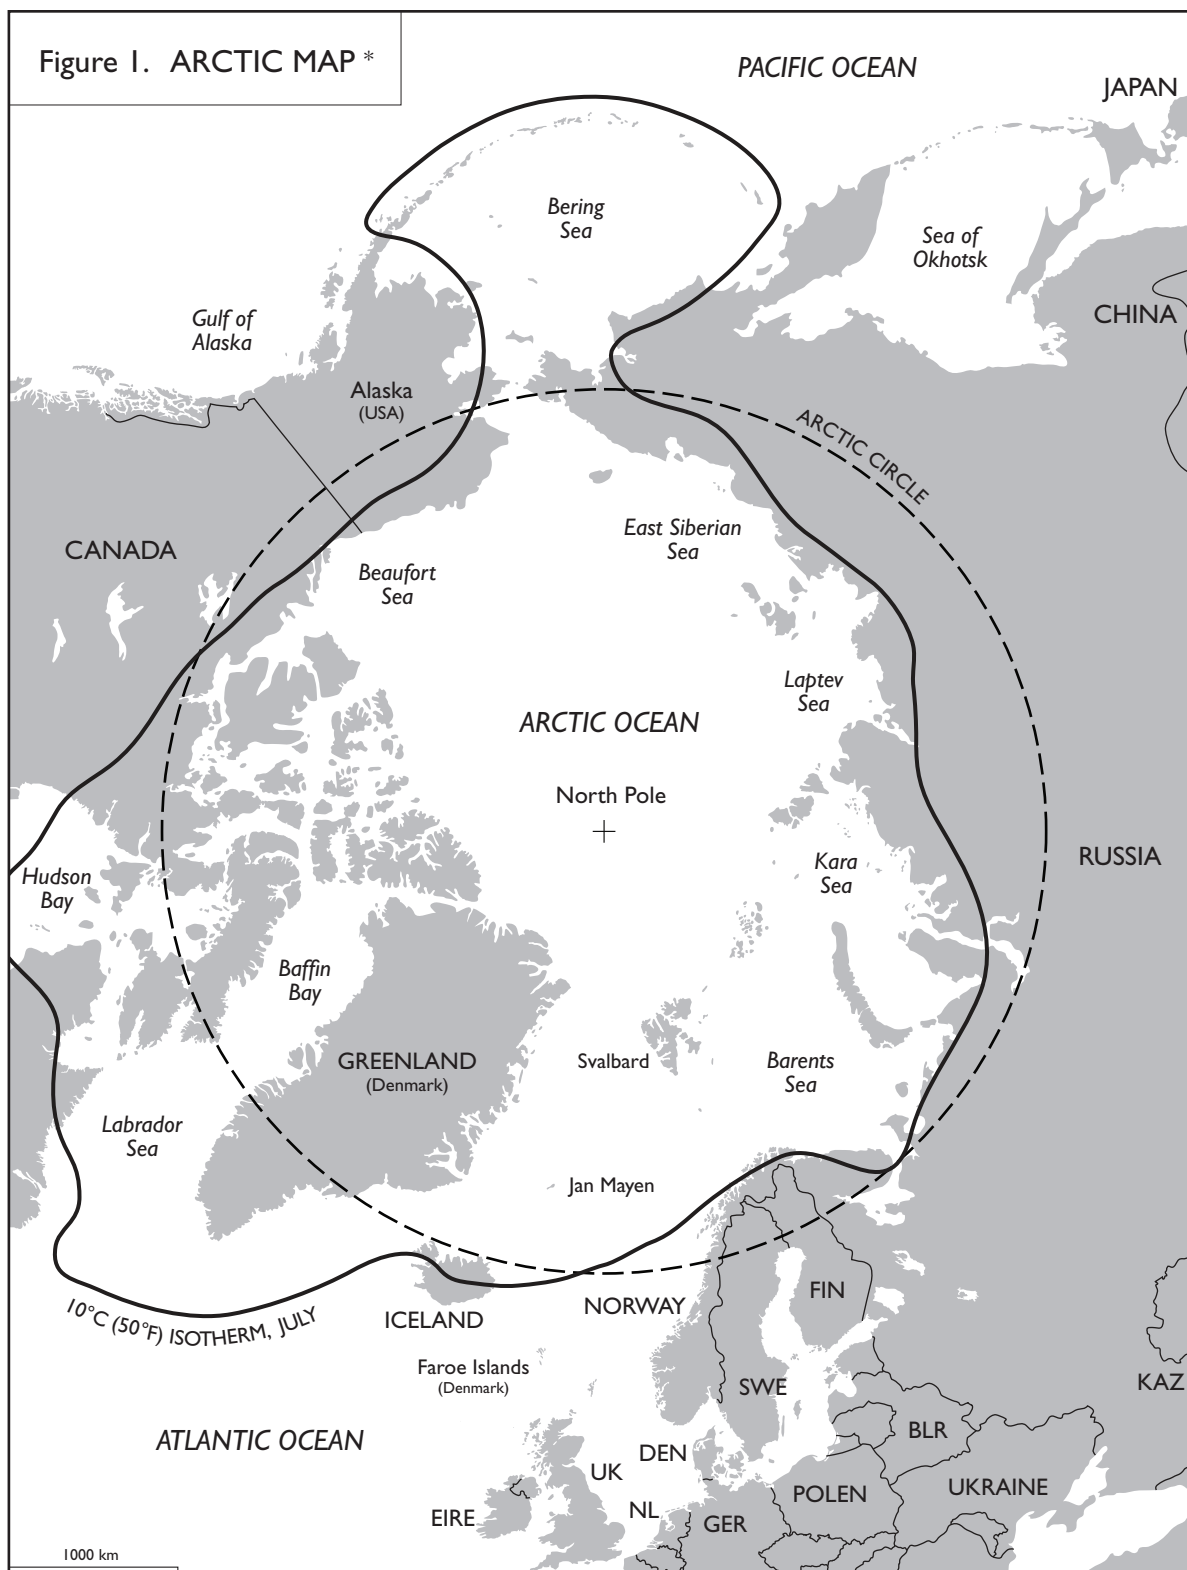 Figure 1. ARCTIC MAP *
PACIFIC OCEAN
JAPAN
Bering
Sea
Sea of
Okhotsk
Gulf of
Alaska
CHINA
Alaska
(USA)
ARCTIC CIRCLE
CANADA
East Siberian
Sea
Beaufort
Sea
Laptev
Sea
ARCTIC OCEAN
North Pole
RUSSIA
Kara
Sea
Hudson
Bay
Baffin
Bay
GREENLAND
(Denmark)
Svalbard
Barents
Sea
Labrador
Sea
Jan Mayen
10°C (50°F) ISOTHERM, JULY
ICELAND
NORWAY
FIN
Faroe Islands
(Denmark)
SWE
KAZ
ATLANTIC OCEAN
BLR
DEN
UK
POLEN
UKRAINE
EIRE
NL
GER
1000 km